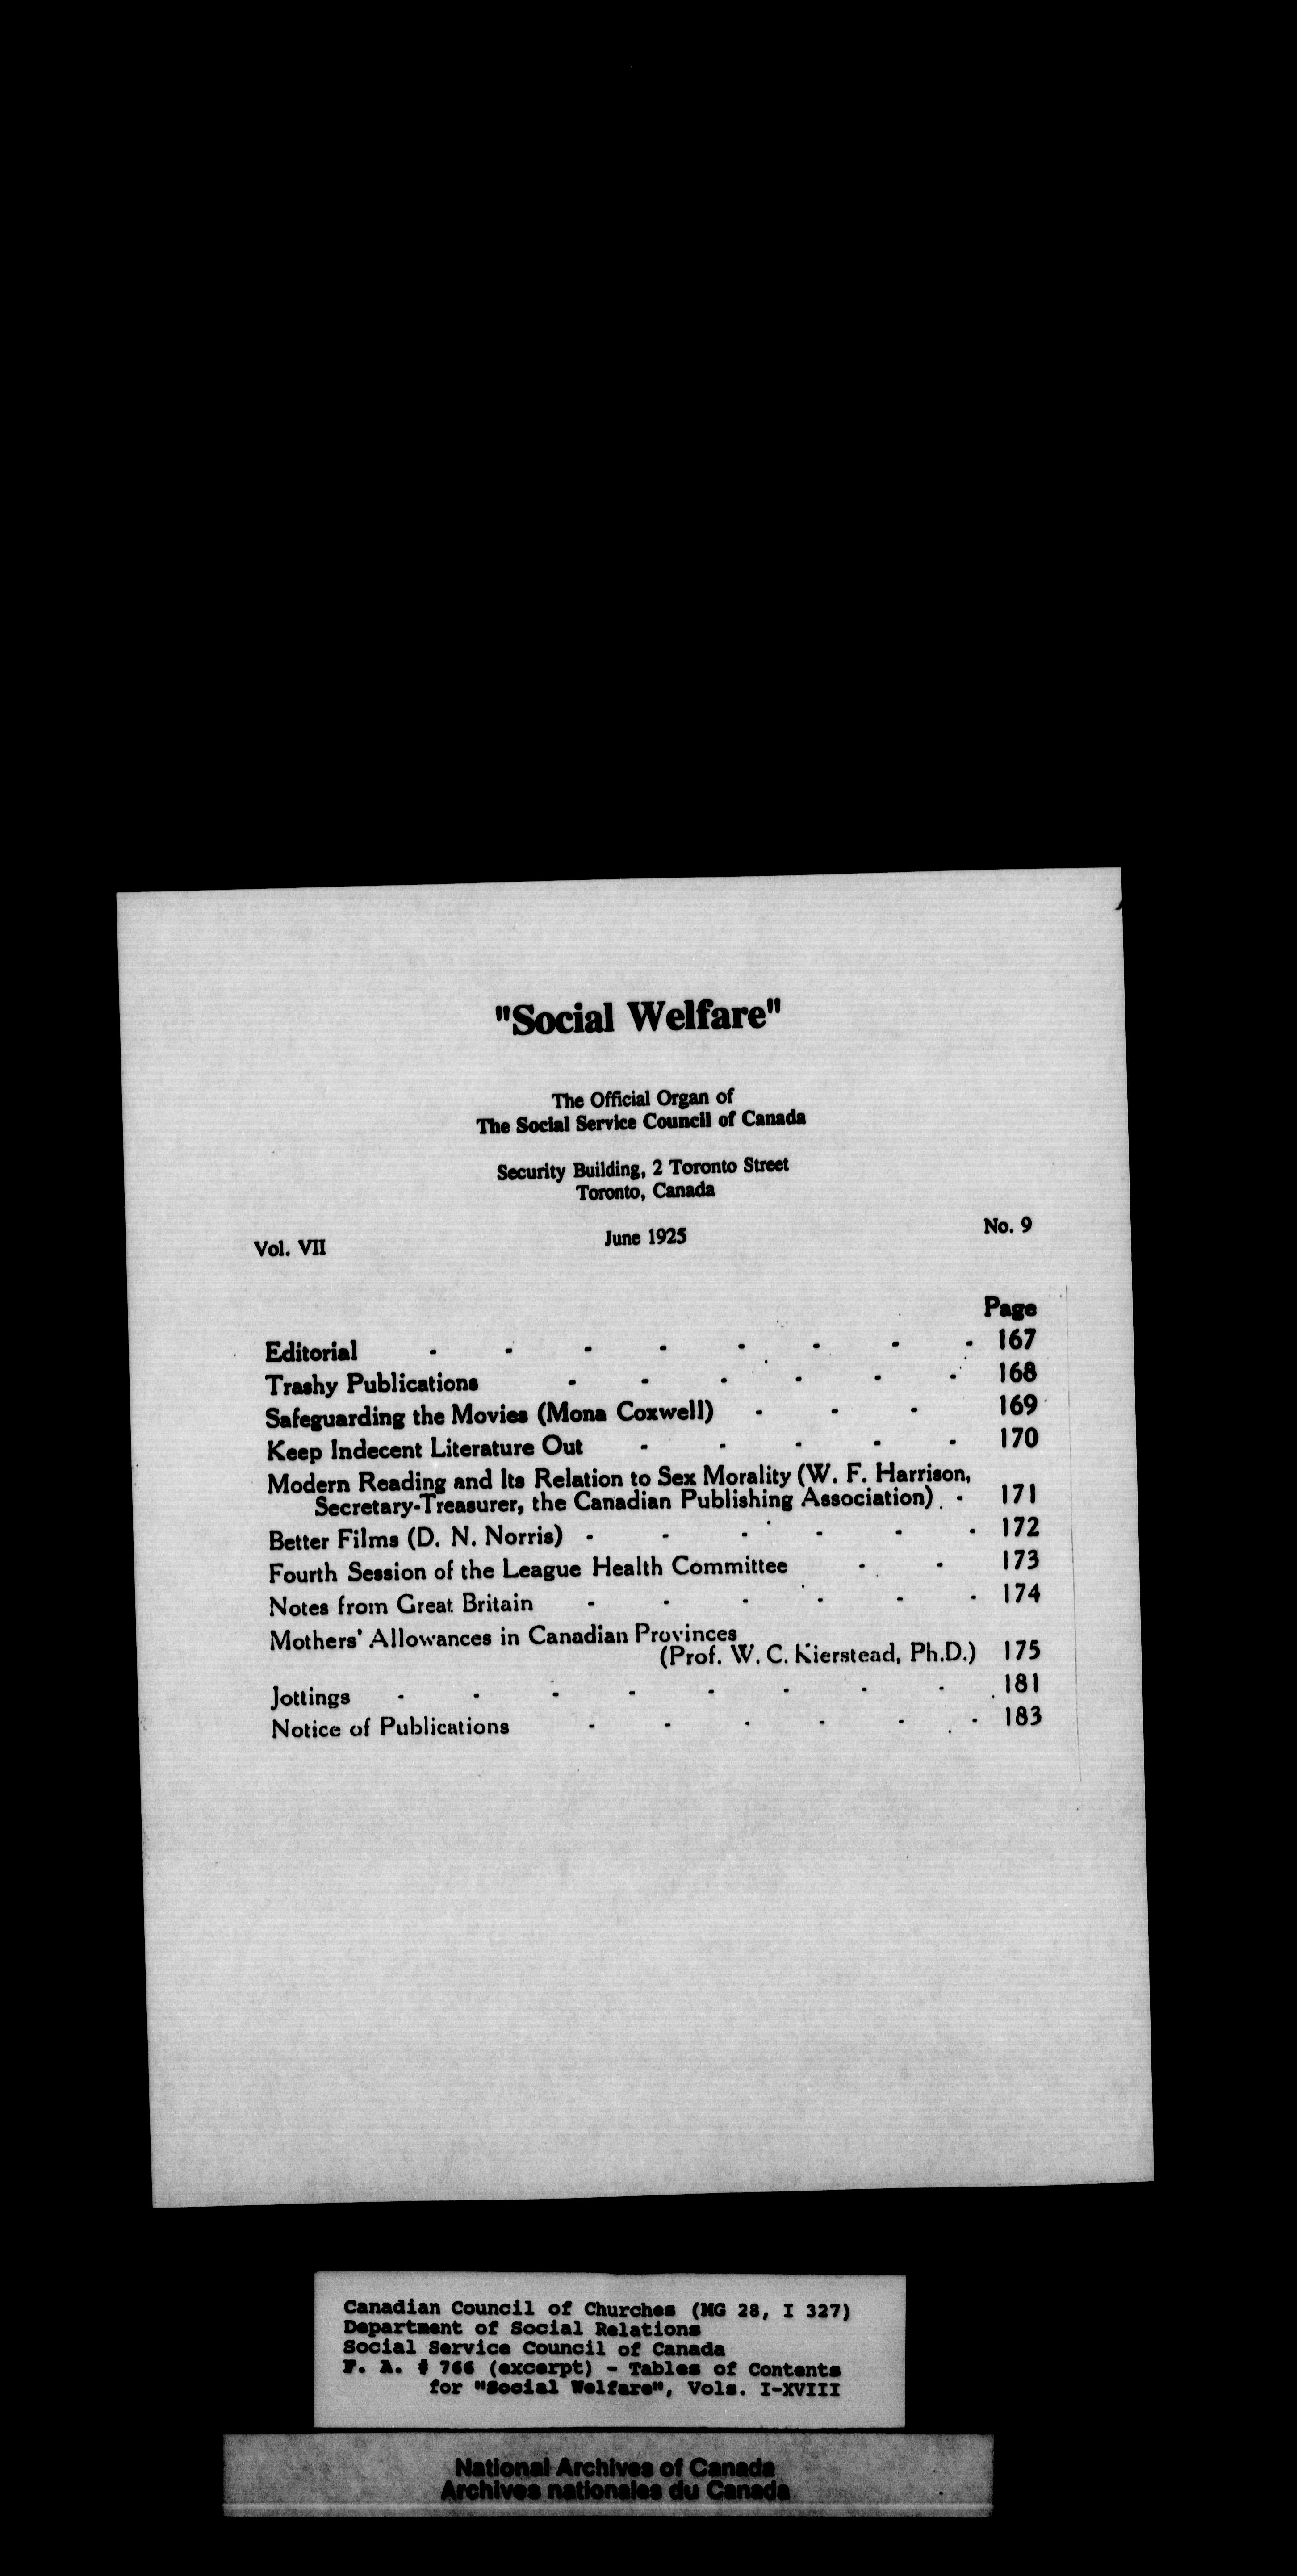 "Social Welfare"
The Official Organ of
The Social Service Council of Canada
Security Building, 2 Toronto Street
Toronto, Canada
Vol. VII June 1925 No. 9
Page
Editorial - - - - - - - - 167
Trashy Publications - - - - - - 168
Safeguarding the Movies (Mona Coxwell) - - - 169
Keep Indecent Literature Out - - - - - 170
Modern Reading and Its Relation to Sex Morality (W. F. Harrison,
Secretary-Treasurer, the Canadian Publishing Association) - 171
Better Films (D. N. Norris) - - - - - - 172
Fourth Session of the League Health Committee - - 173
Notes from Great Britain - - - - - - 174
Mothers' Allowances in Canadian Provinces
(Prof. W. C. Kierstead, Ph.D.) 175
Jottings - - - - - - - - 181
Notice of Publications - - - - - - 183
Canadian Council of Churches (MG 28, I 327)
Department of Social Relations
Social Service Council of Canada
F. A. # 766 (excerpt) - Tables of Contents
for "Social Welfare", Vols. I-XVIII
National Archives of Canada
Archives nationales du Canada